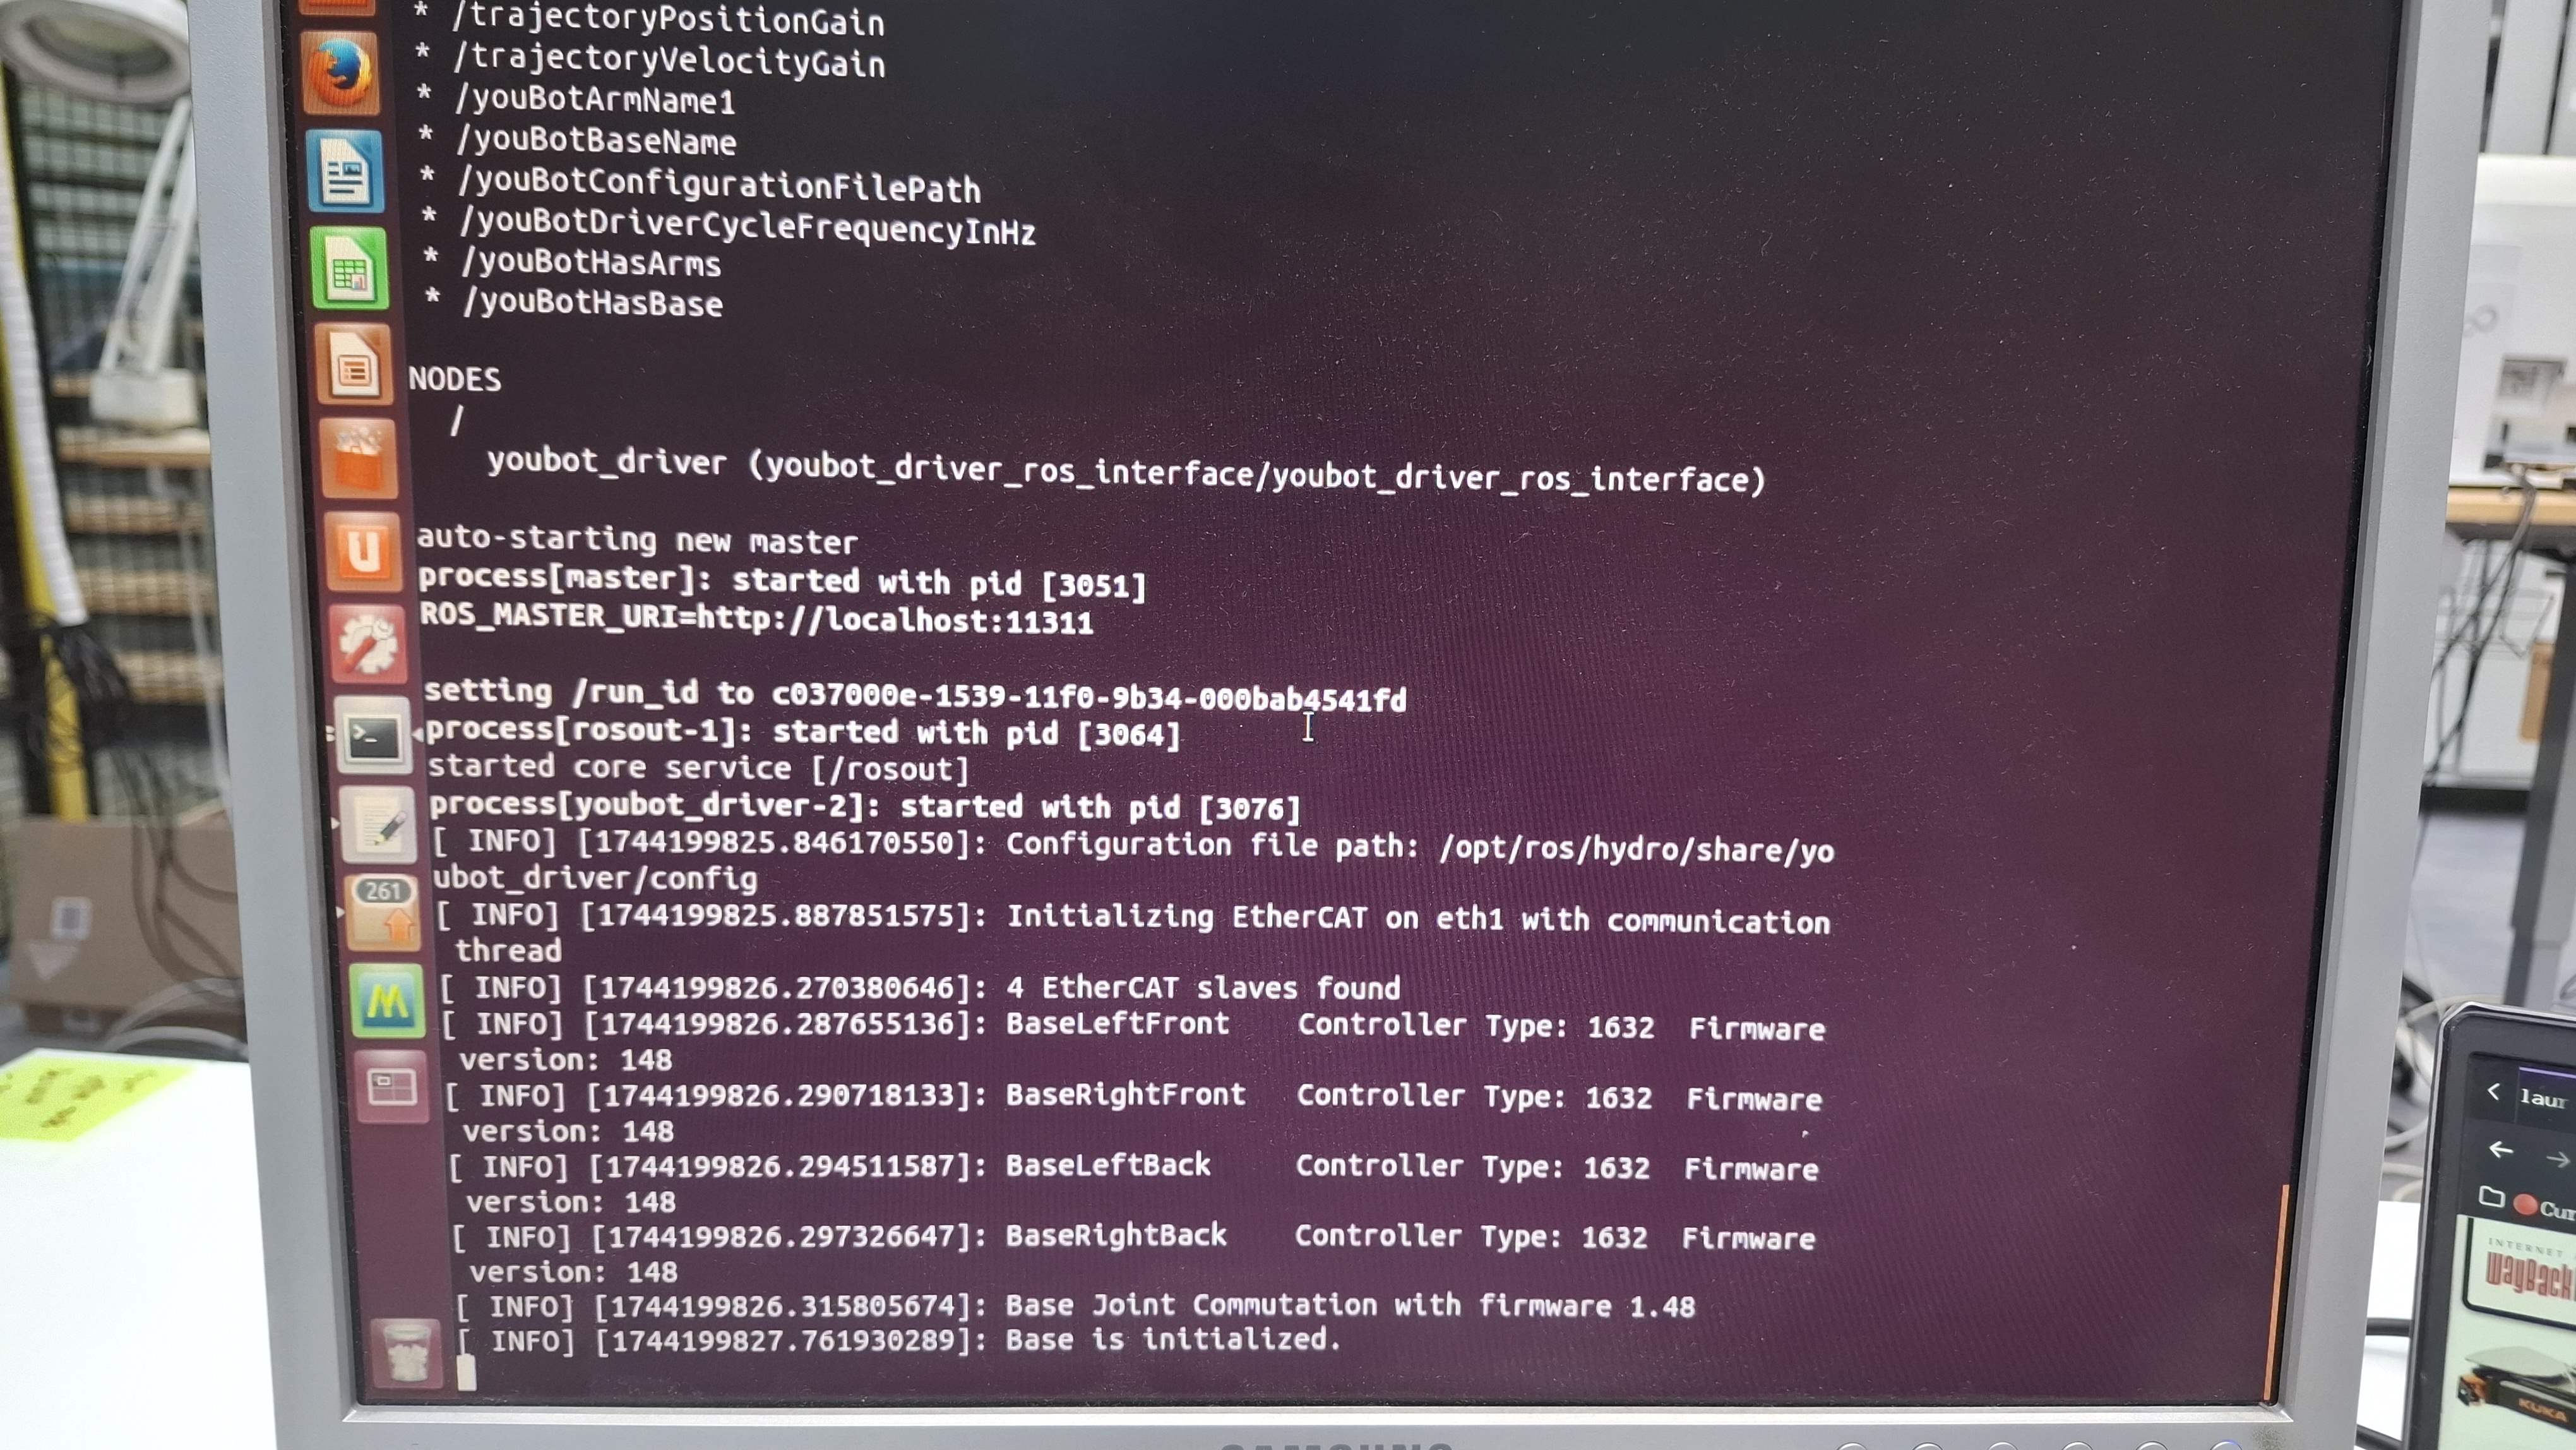 * /trajectoryPositionGain
* /trajectoryVelocityGain
* /youBotArmName1
* /youBotBaseName
* /youBotConfigurationFilePath
* /youBotDriverCycleFrequencyInHz
* /youBotHasArms
* /youBotHasBase
NODES
/
youbot_driver (youbot_driver_ros_interface/youbot_driver_ros_interface)
auto-starting new master
process[master]: started with pid [3051]
ROS_MASTER_URI=http://localhost:11311
setting /run_id to c037000e-1539-11f0-9b34-000bab4541fd
process[rosout-1]: started with pid [3064]
started core service [/rosout]
process[youbot_driver-2]: started with pid [3076]
[ INFO] [1744199825.846170550]: Configuration file path: /opt/ros/hydro/share/yo
ubot_driver/config
[ INFO] [1744199825.887851575]: Initializing EtherCAT on eth1 with communication
thread
[ INFO] [1744199826.270380646]: 4 EtherCAT slaves found
[ INFO] [1744199826.287655136]: BaseLeftFront Controller Type: 1632 Firmware
version: 148
[ INFO] [1744199826.290718133]: BaseRightFront Controller Type: 1632 Firmware
version: 148
[ INFO] [1744199826.294511587]: BaseLeftBack Controller Type: 1632 Firmware
version: 148
[ INFO] [1744199826.297326647]: BaseRightBack Controller Type: 1632 Firmware
version: 148
[ INFO] [1744199826.315805674]: Base Joint Commutation with firmware 1.48
[ INFO] [1744199827.761930289]: Base is initialized.
261
SAMSUNG
laur
Cur
INTERNET
WayBack
KUKA